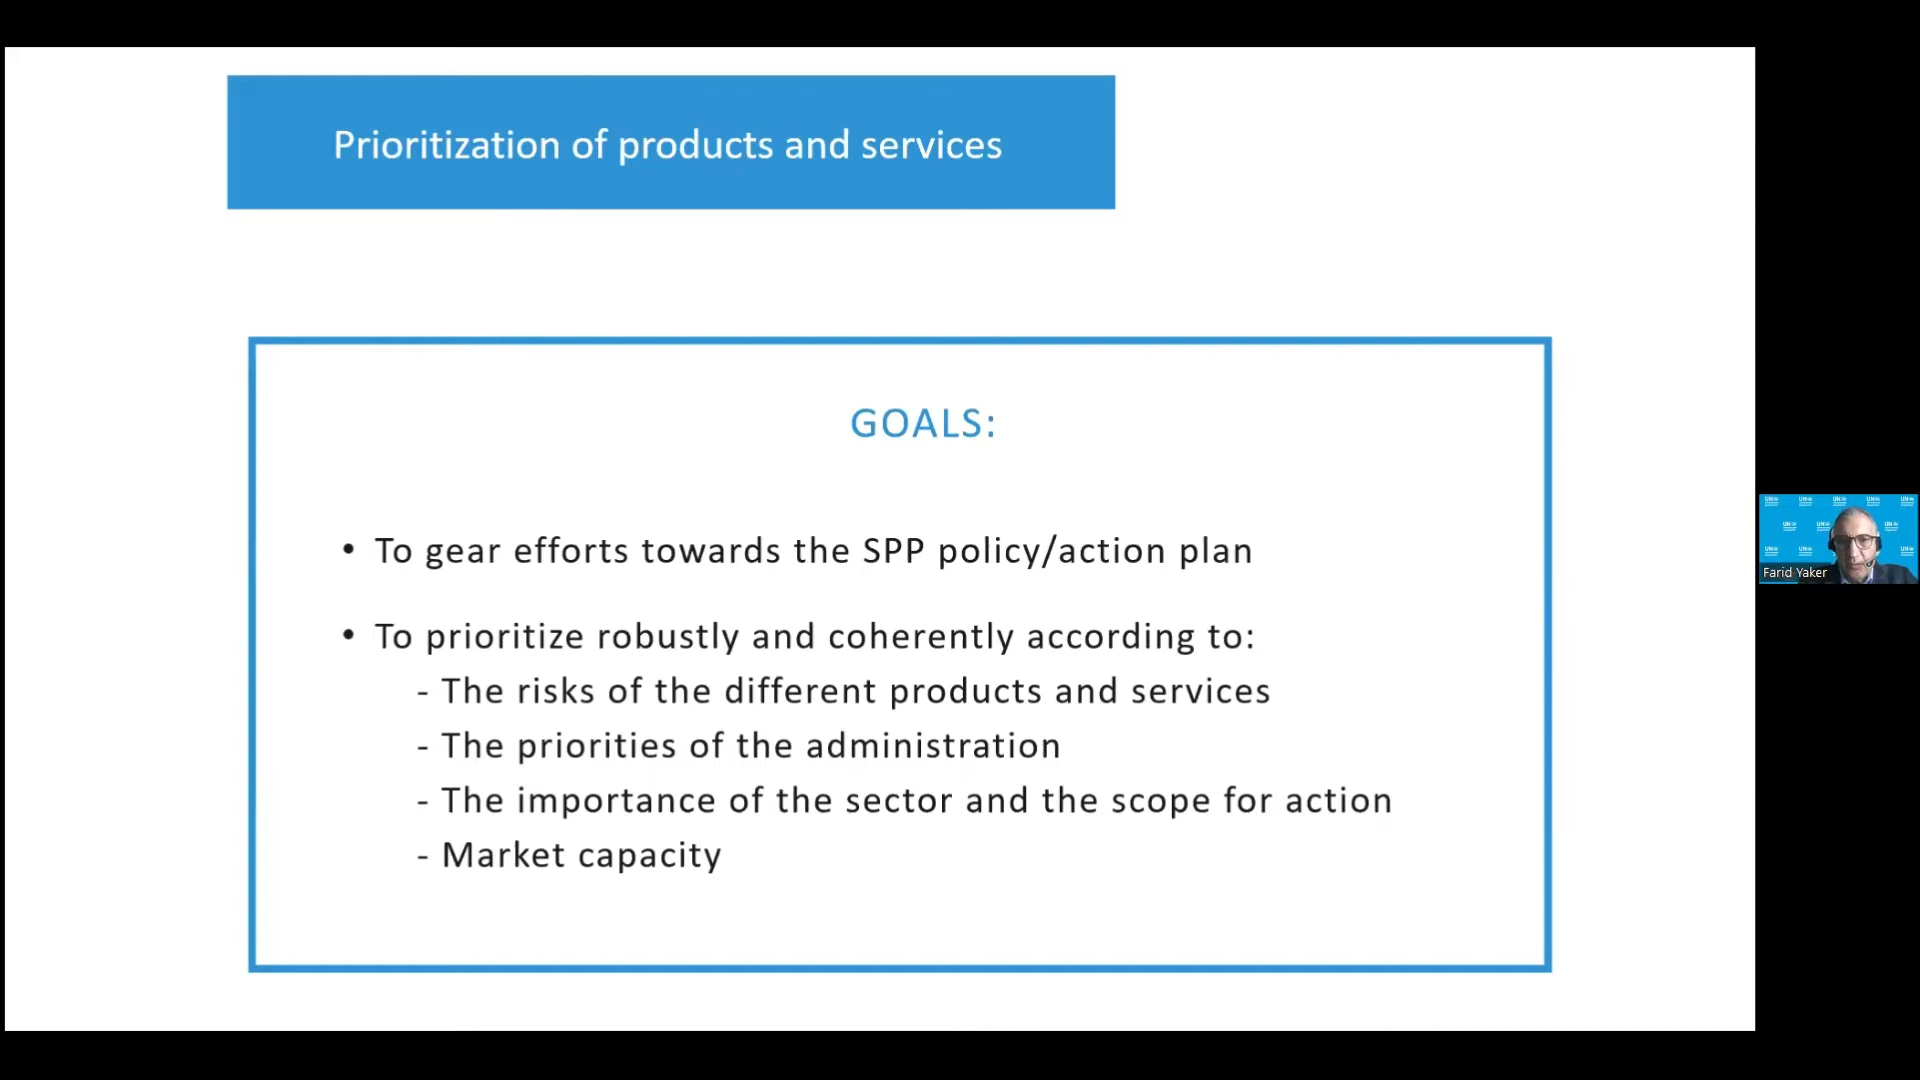 Prioritization of products and services
GOALS:
• To gear efforts towards the SPP policy/action plan
• To prioritize robustly and coherently according to:
- The risks of the different products and services
- The priorities of the administration
- The importance of the sector and the scope for action
- Market capacity
Farid Yaker